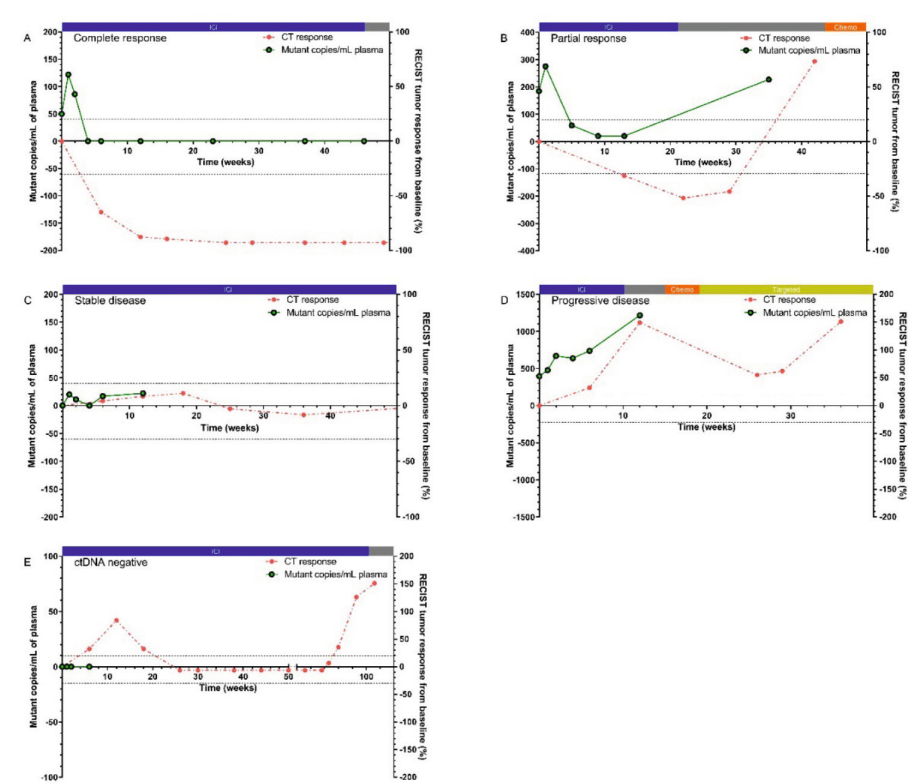 ICI
A
Complete response
CT response
Mutant copies/mL plasma
Mutant copies/mL of plasma
RECIST tumor response from baseline (%)
Time (weeks)
200
150
100
50
0
-50
-100
-150
-200
10
20
30
40
100
50
0
-50
-100
ICI
Chemo
B
Partial response
CT response
Mutant copies/mL plasma
Mutant copies/mL of plasma
RECIST tumor response from baseline (%)
Time (weeks)
400
300
200
100
0
-100
-200
-300
-400
10
20
30
40
100
50
0
-50
-100
ICI
C
Stable disease
CT response
Mutant copies/mL plasma
Mutant copies/mL of plasma
RECIST tumor response from baseline (%)
Time (weeks)
200
150
100
50
0
-50
-100
-150
-200
10
20
30
40
100
50
0
-50
-100
ICI
Chemo
Targeted
D
Progressive disease
CT response
Mutant copies/mL plasma
Mutant copies/mL of plasma
RECIST tumor response from baseline (%)
Time (weeks)
1500
1000
500
0
-500
-1000
-1500
10
20
30
200
150
100
50
0
-50
-100
-150
-200
ICI
E
ctDNA negative
CT response
Mutant copies/mL plasma
Mutant copies/mL of plasma
RECIST tumor response from baseline (%)
Time (weeks)
100
50
0
-50
-100
10
20
30
40
50
100
200
150
100
50
0
-50
-100
-150
-200